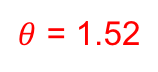 θ = 1.52